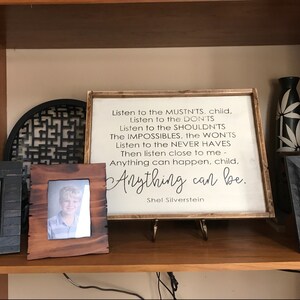 Listen to the MUSTN'TS, child,
Listen to the DON'TS
Listen to the SHOULDN'TS
The IMPOSSIBLES, the WON'TS
Listen to the NEVER HAVES
Then listen close to me -
Anything can happen, child,
Anything can be.
Shel Silverstein